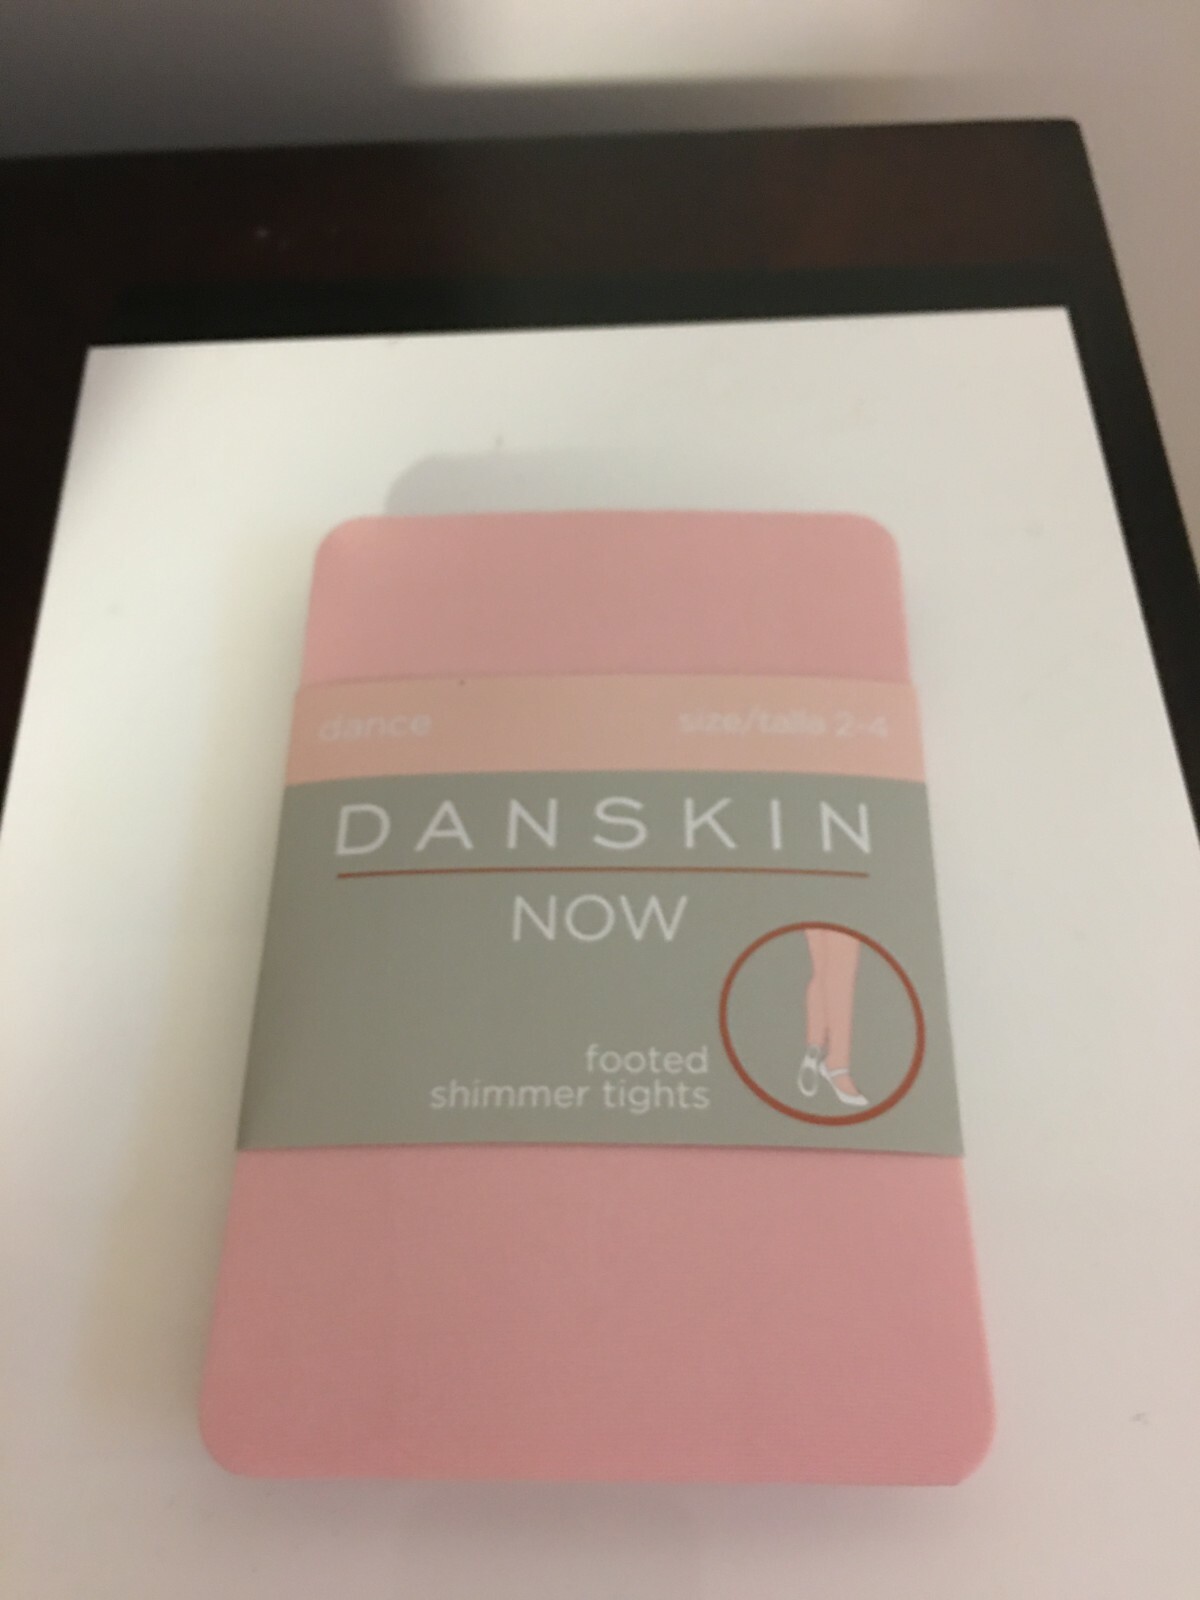 dance
size/talla 2-4
DANSKIN
NOW
footed
shimmer tights